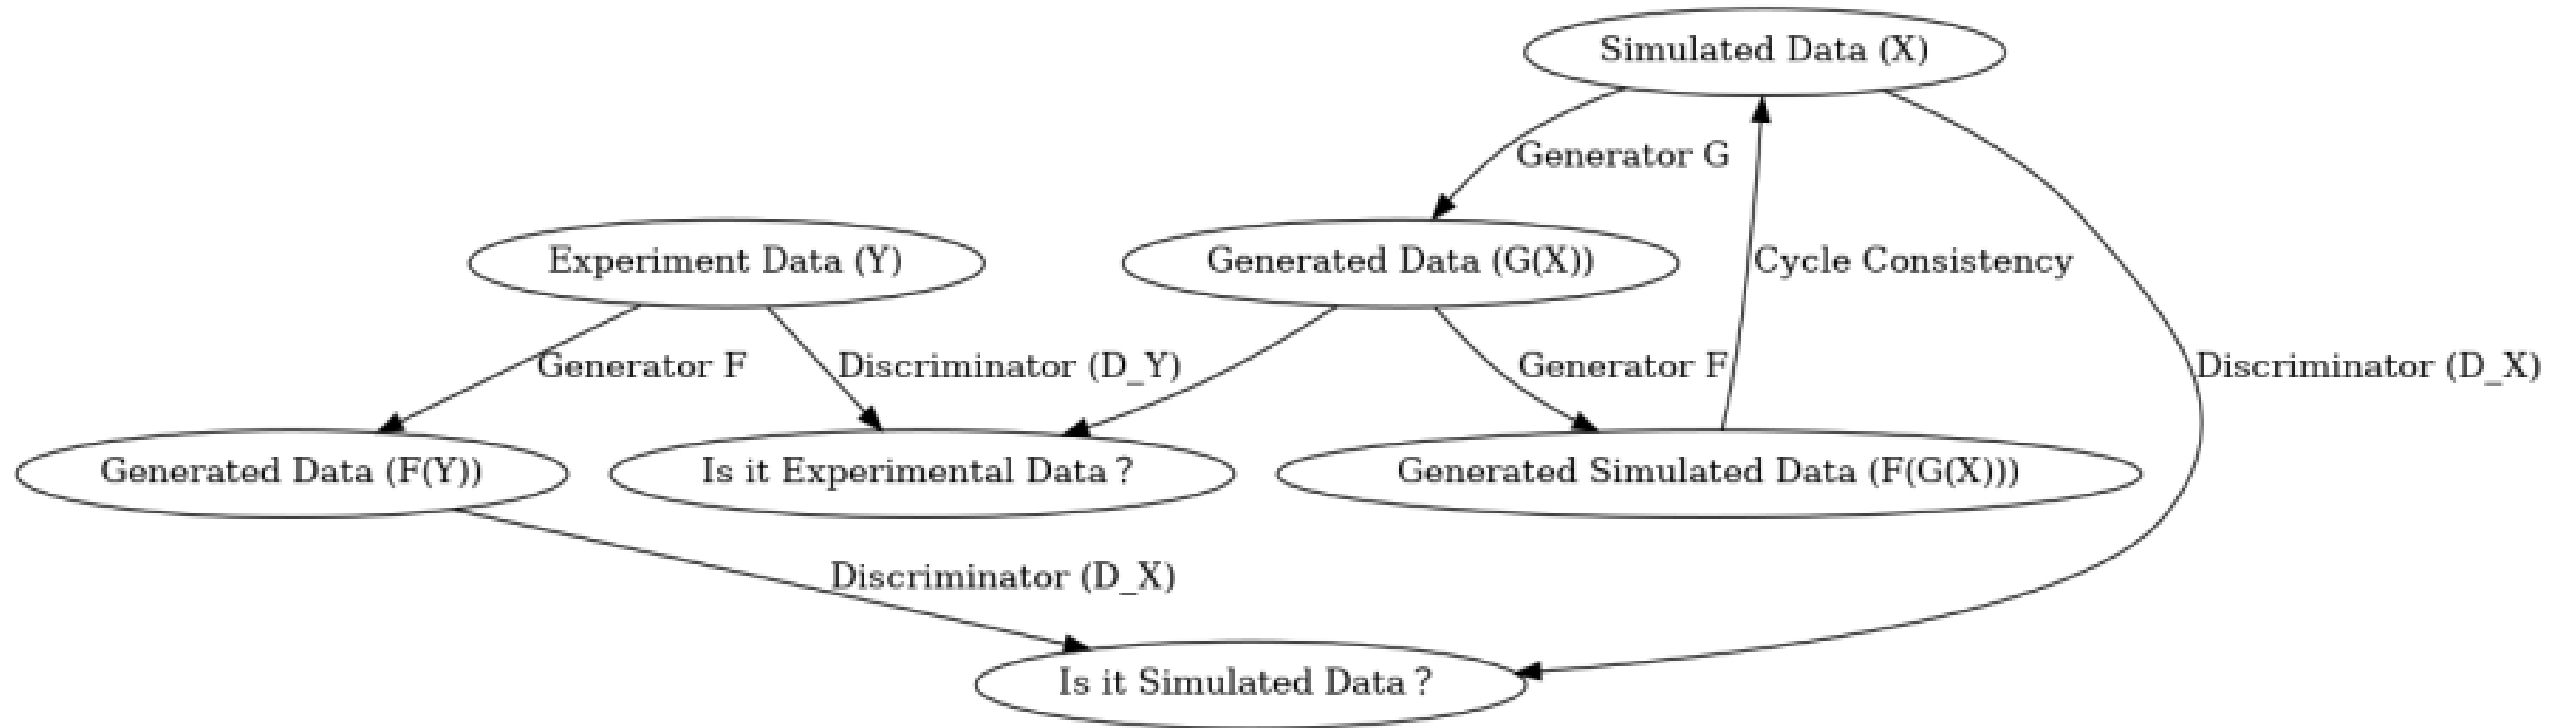 Simulated Data (X)
Generator G
Experiment Data (Y)
Generated Data (G(X))
Cycle Consistency
Generator F
Discriminator (D_Y)
Generator F
Discriminator (D_X)
Generated Data (F(Y))
Is it Experimental Data ?
Generated Simulated Data (F(G(X)))
Discriminator (D_X)
Is it Simulated Data ?